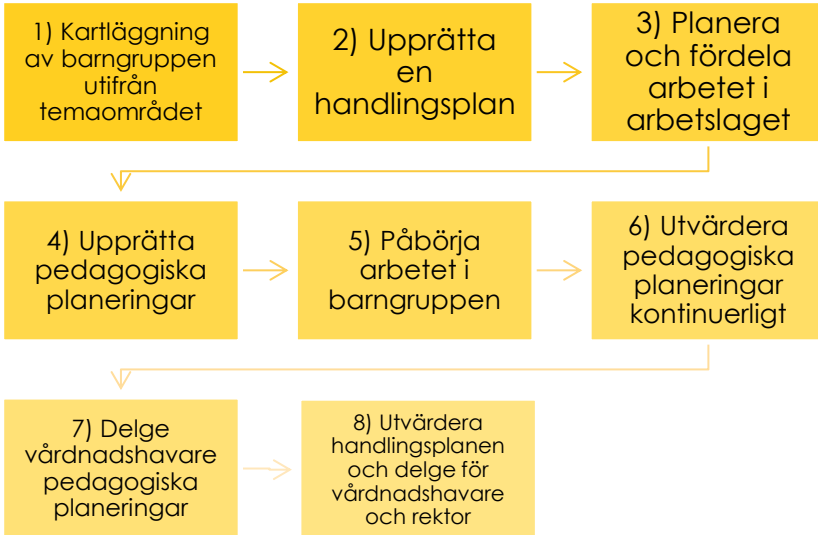 1) Kartläggning
av barngruppen
utifrån
temaområdet
2) Upprätta
en
handlingsplan
3) Planera
och fördela
arbetet i
arbetslaget
4) Upprätta
pedagogiska
planeringar
5) Påbörja
arbetet i
barngruppen
6) Utvärdera
pedagogiska
planeringar
kontinuerligt
7) Delge
vårdnadshavare
pedagogiska
planeringar
8) Utvärdera
handlingsplanen
och delge för
vårdnadshavare
och rektor